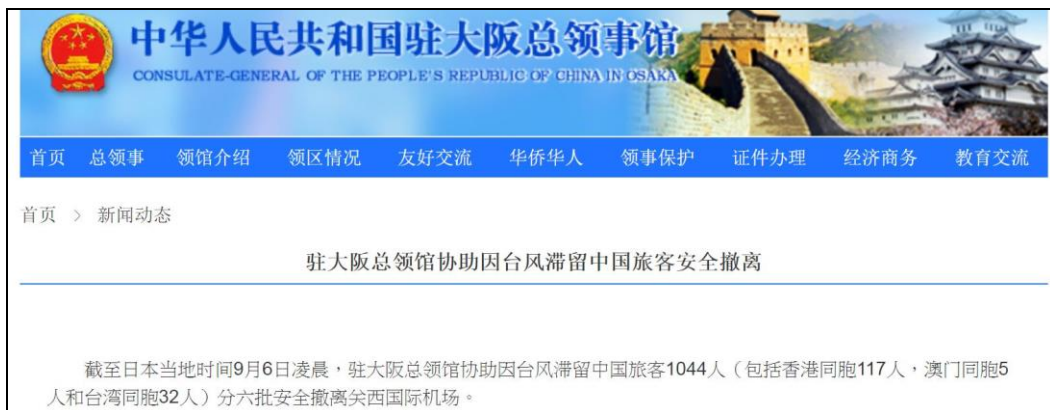 中华人民共和国驻大阪总领事馆
CONSULATE-GENERAL OF THE PEOPLE'S REPUBLIC OF CHINA IN OSAKA
首页 总领事 领馆介绍 领区情况 友好交流 华侨华人 领事保护 证件办理 经济商务 教育交流
首页 > 新闻动态
驻大阪总领馆协助因台风滞留中国旅客安全撤离
截至日本当地时间9月6日凌晨，驻大阪总领馆协助因台风滞留中国旅客1044人（包括香港同胞117人，澳门同胞5
人和台湾同胞32人）分六批安全撤离关西国际机场。